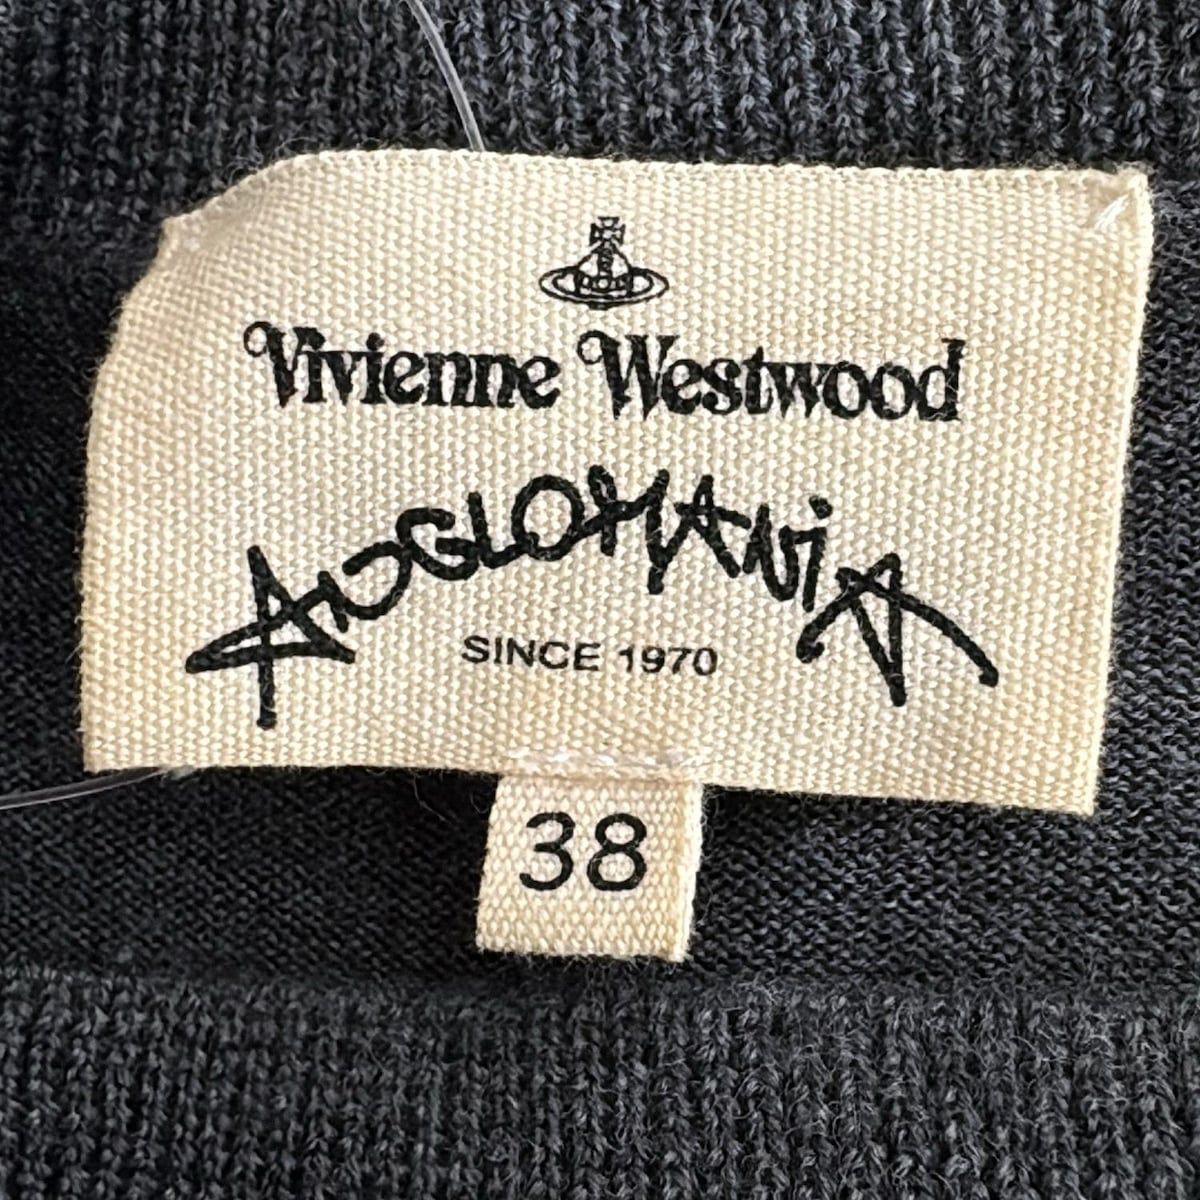 Vivienne Westwood
ANGLOMANiA
SINCE 1970
38